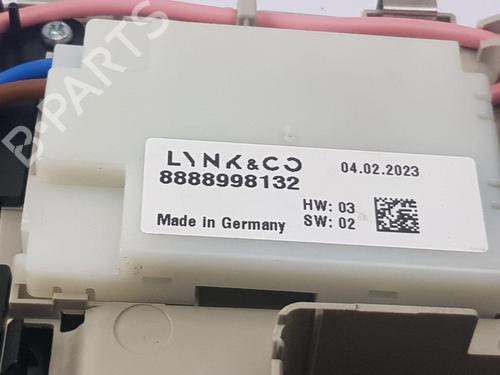 B-PARTS
LYNK&CO
04.02.2023
8888998132
HW: 03
Made in Germany
SW: 02